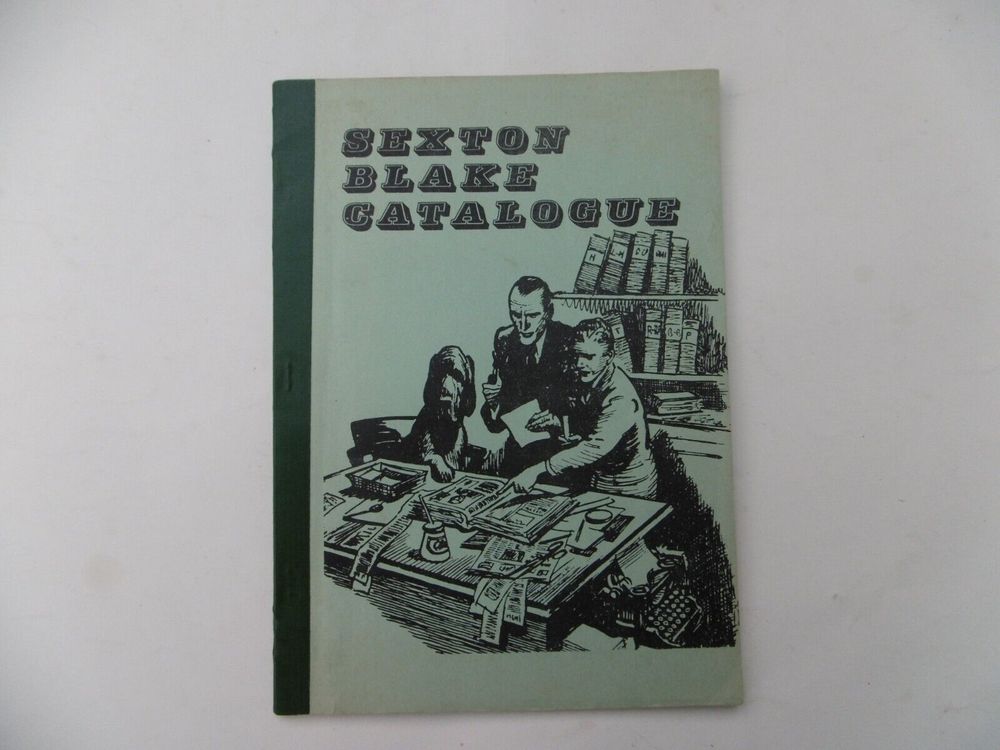 SEXTON
BLAKE
CATALOGUE
H
L-M
P